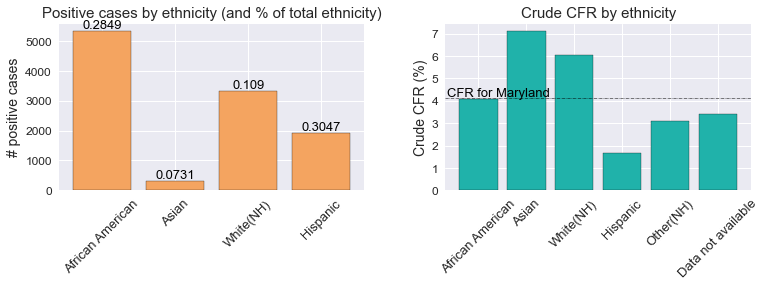 Positive cases by ethnicity (and % of total ethnicity)
# positive cases
5000
4000
3000
2000
1000
0
0.2849
0.0731
0.109
0.3047
African American
Asian
White(NH)
Hispanic
Crude CFR by ethnicity
Crude CFR (%)
7
6
5
4
3
2
1
0
CFR for Maryland
African American
Asian
White(NH)
Hispanic
Other(NH)
Data not available